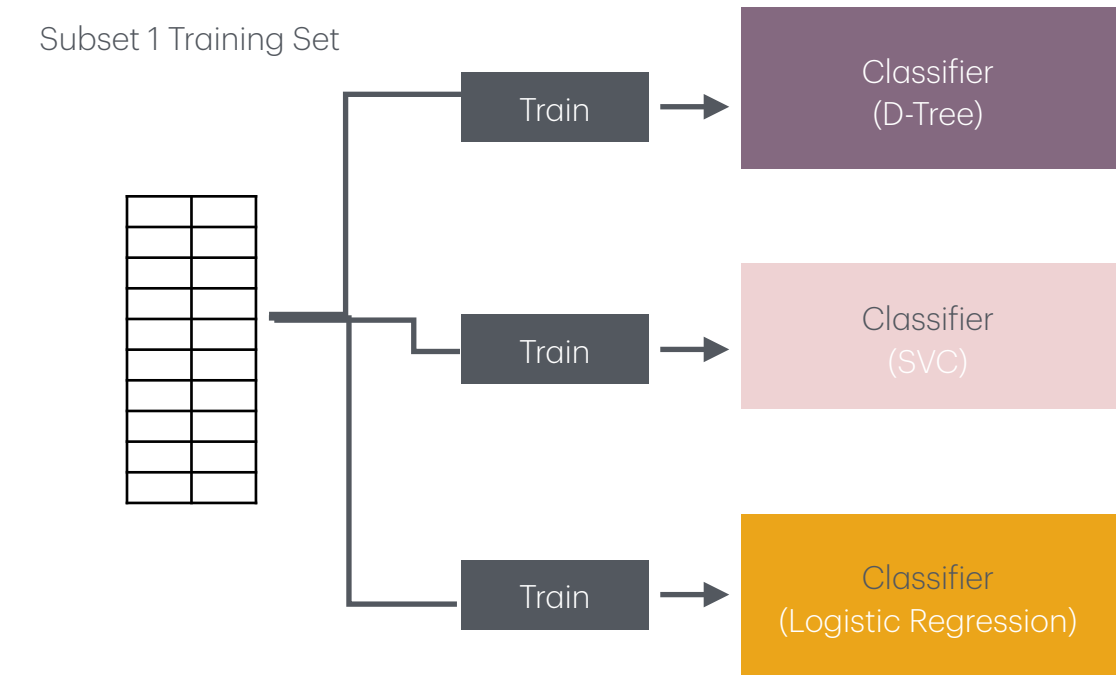 Subset 1 Training Set
Train
Classifier
(D-Tree)
Train
Classifier
(SVC)
Train
Classifier
(Logistic Regression)